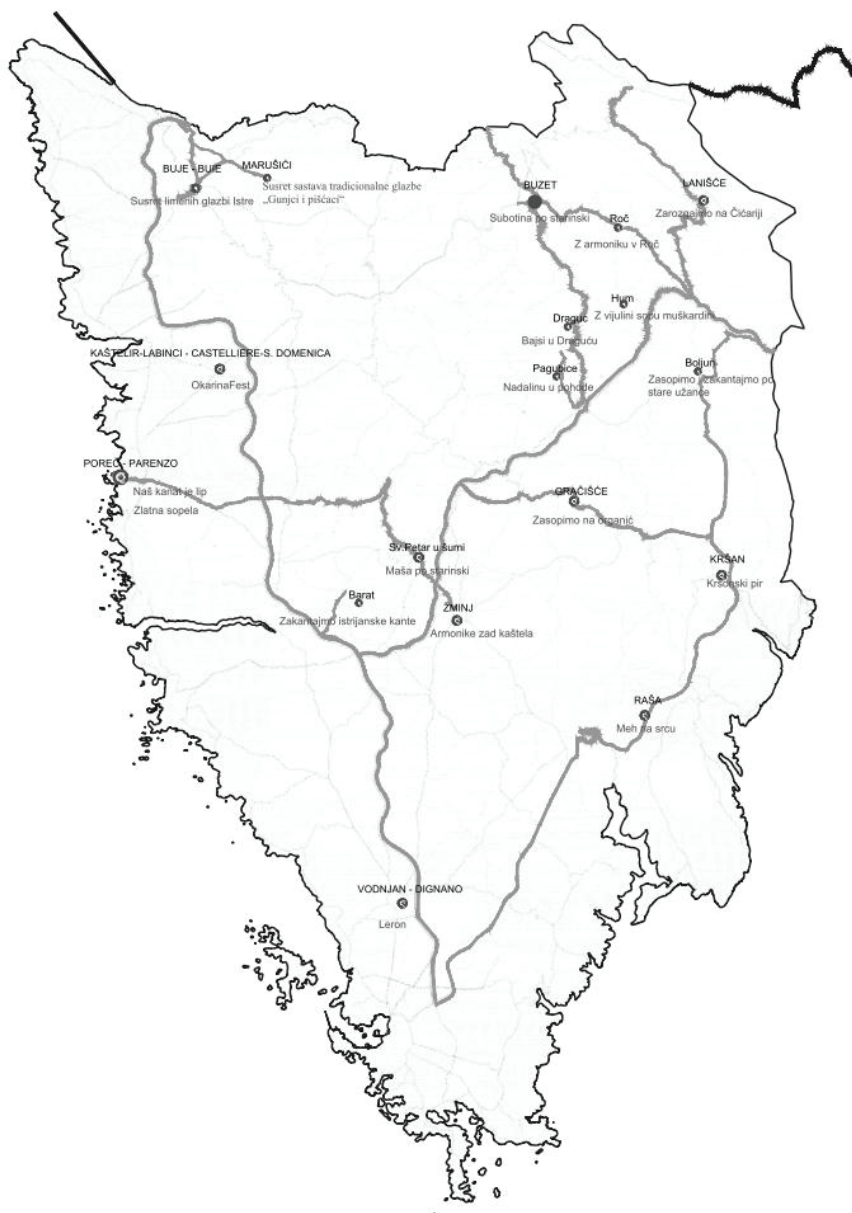 BUJE - BUIE
Susret limenih glazbi Istre
MARUŠIĆI
Susret sastava tradicionalne glazbe
„Gunjci i pišćaci“
BUZET
Subotina po starinski
LANIŠĆE
Zarozgajmo na Ćićariji
Roč
Z armoniku v Roč
Hum
Z vijulini sopu muškardini
Draguć
Bajsi u Draguću
Pagubice
Nadalinu u pohode
Boljun
Zasopimo i zakantajmo po
stare užance
KAŠTELIR-LABINCI - CASTELLIERE-S. DOMENICA
OkarinaFest
POREČ - PARENZO
Naš kanat je lip
Zlatna sopela
GRAČIŠĆE
Zasopimo na organić
Sv.Petar u šumi
Maša po starinski
KRŠAN
Kršonski pir
Barat
Zakantajmo istrijanske kante
ŽMINJ
Armonike zad kaštela
RAŠA
Meh na srcu
VODNJAN - DIGNANO
Leron